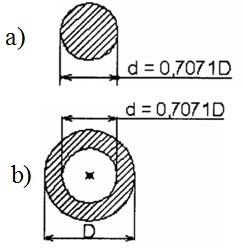 a)
d = 0,7071D
d = 0,7071D
b)
D